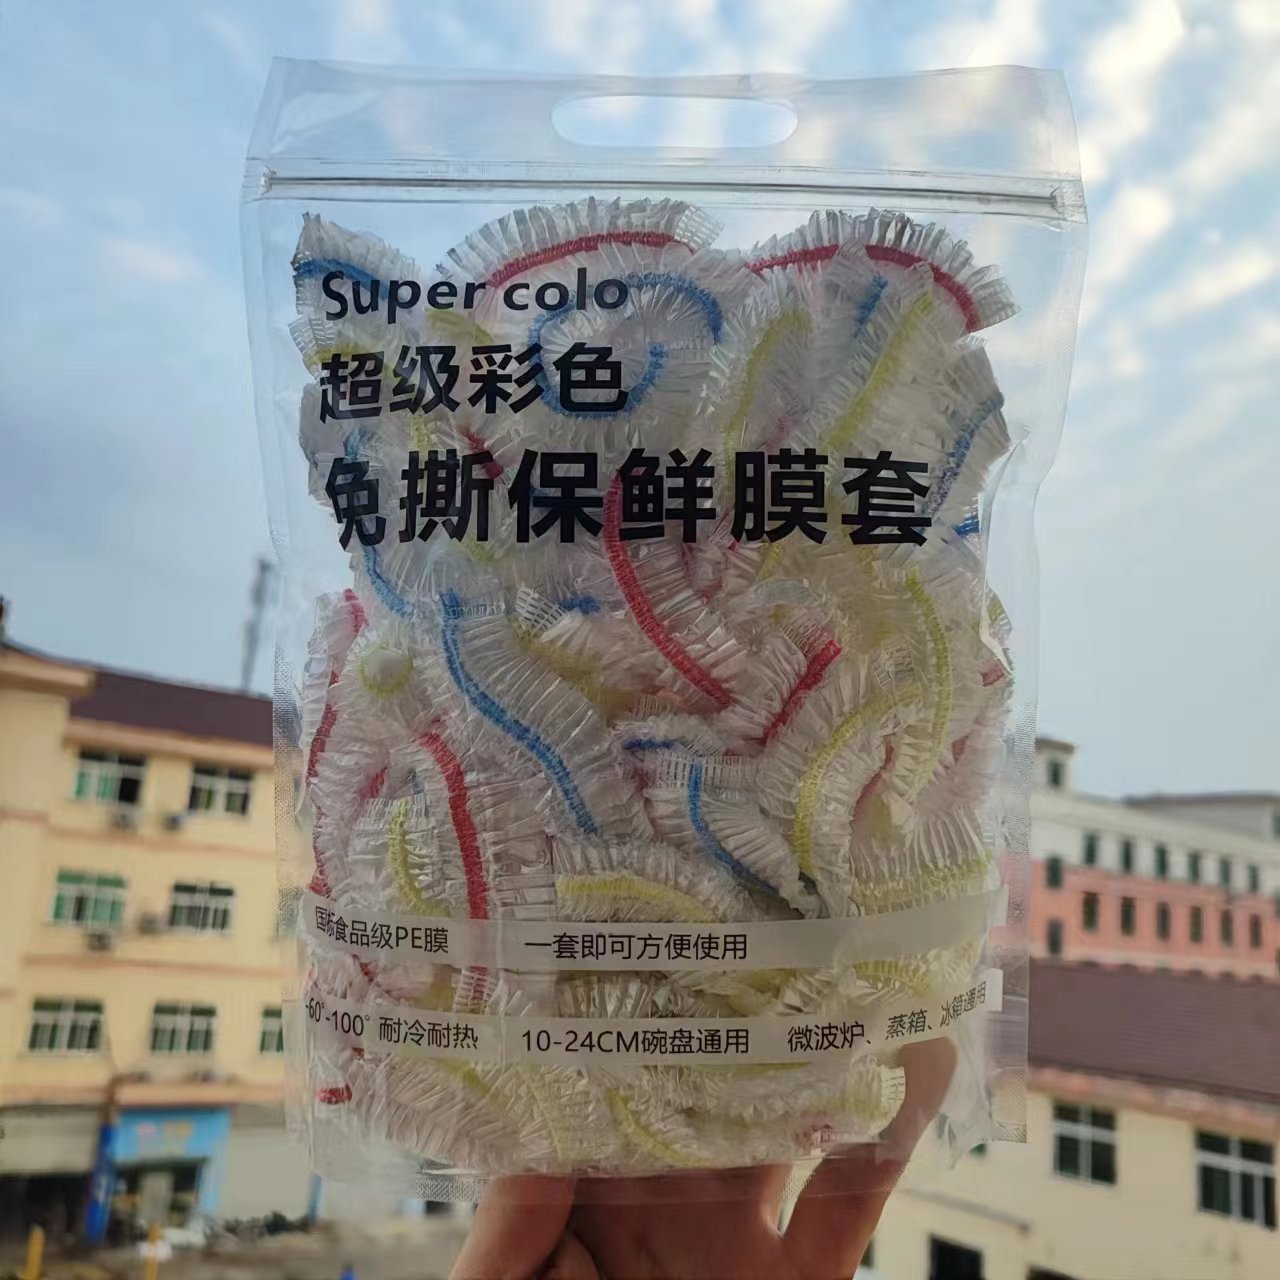 Super colo
超级彩色
免撕保鲜膜套
国标食品级PE膜 一套即可方便使用
-60°-100° 耐冷耐热 10-24CM碗盘通用 微波炉、蒸箱、冰箱通用